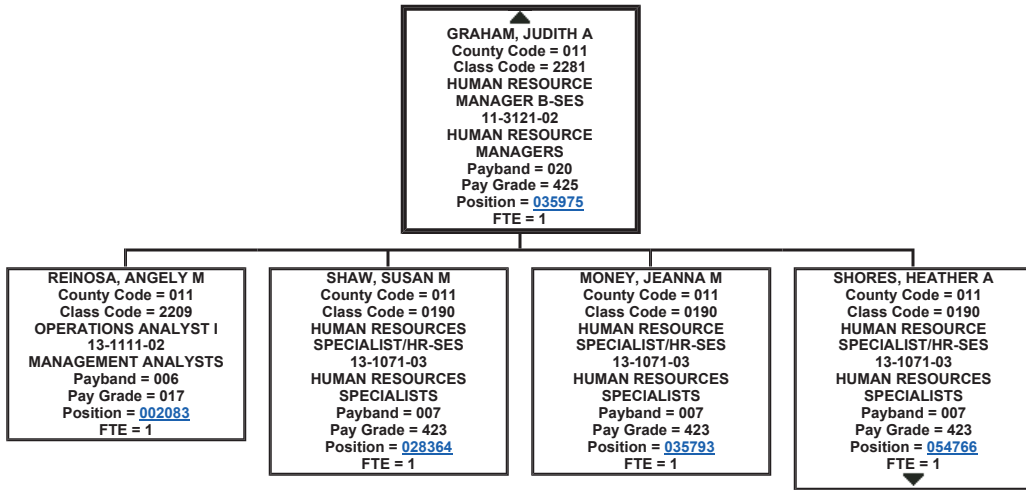 GRAHAM, JUDITH A
County Code = 011
Class Code = 2281
HUMAN RESOURCE
MANAGER B-SES
11-3121-02
HUMAN RESOURCE
MANAGERS
Payband = 020
Pay Grade = 425
Position = 035975
FTE = 1
REINOSA, ANGELY M
County Code = 011
Class Code = 2209
OPERATIONS ANALYST I
13-1111-02
MANAGEMENT ANALYSTS
Payband = 006
Pay Grade = 017
Position = 002083
FTE = 1
SHAW, SUSAN M
County Code = 011
Class Code = 0190
HUMAN RESOURCES
SPECIALIST/HR-SES
13-1071-03
HUMAN RESOURCES
SPECIALISTS
Payband = 007
Pay Grade = 423
Position = 028364
FTE = 1
MONEY, JEANNA M
County Code = 011
Class Code = 0190
HUMAN RESOURCE
SPECIALIST/HR-SES
13-1071-03
HUMAN RESOURCES
SPECIALISTS
Payband = 007
Pay Grade = 423
Position = 035793
FTE = 1
SHORES, HEATHER A
County Code = 011
Class Code = 0190
HUMAN RESOURCE
SPECIALIST/HR-SES
13-1071-03
HUMAN RESOURCES
SPECIALISTS
Payband = 007
Pay Grade = 423
Position = 054766
FTE = 1